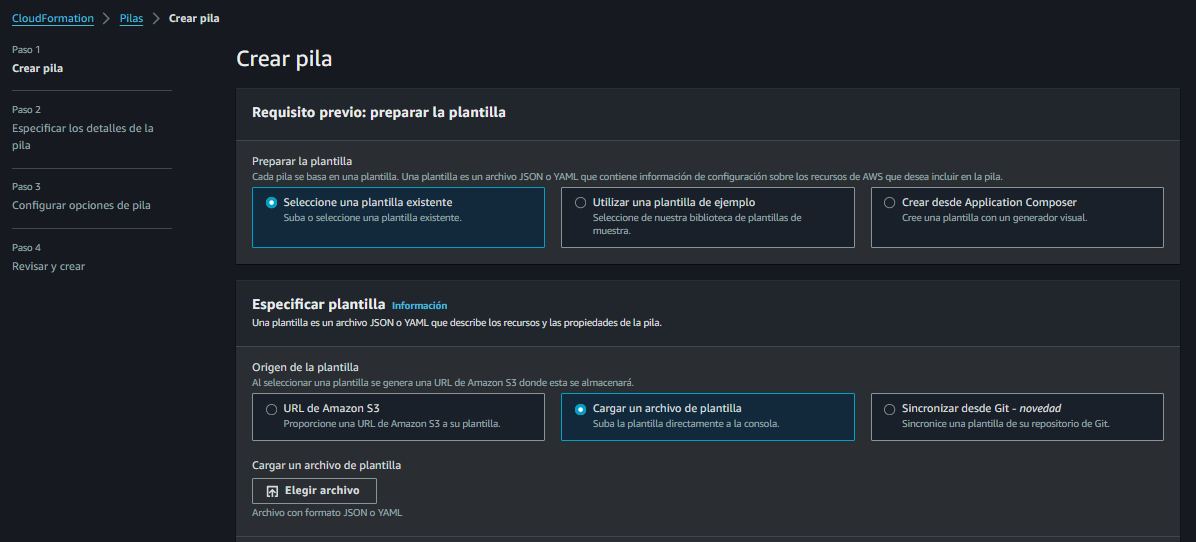 CloudFormation > Pilas > Crear pila
Paso 1
Crear pila
Paso 2
Especificar los detalles de la
pila
Paso 3
Configurar opciones de pila
Paso 4
Revisar y crear
Crear pila
Requisito previo: preparar la plantilla
Preparar la plantilla
Cada pila se basa en una plantilla. Una plantilla es un archivo JSON o YAML que contiene información de configuración sobre los recursos de AWS que desea incluir en la pila.
Seleccione una plantilla existente
Suba o seleccione una plantilla existente.
Utilizar una plantilla de ejemplo
Seleccione de nuestra biblioteca de plantillas de
muestra.
Crear desde Application Composer
Cree una plantilla con un generador visual.
Especificar plantilla Información
Una plantilla es un archivo JSON o YAML que describe los recursos y las propiedades de la pila.
Origen de la plantilla
Al seleccionar una plantilla se genera una URL de Amazon S3 donde esta se almacenará.
URL de Amazon S3
Proporcione una URL de Amazon S3 a su plantilla.
Cargar un archivo de plantilla
Suba la plantilla directamente a la consola.
Sincronizar desde Git - novedad
Sincronice una plantilla de su repositorio de Git.
Cargar un archivo de plantilla
Elegir archivo
Archivo con formato JSON o YAML